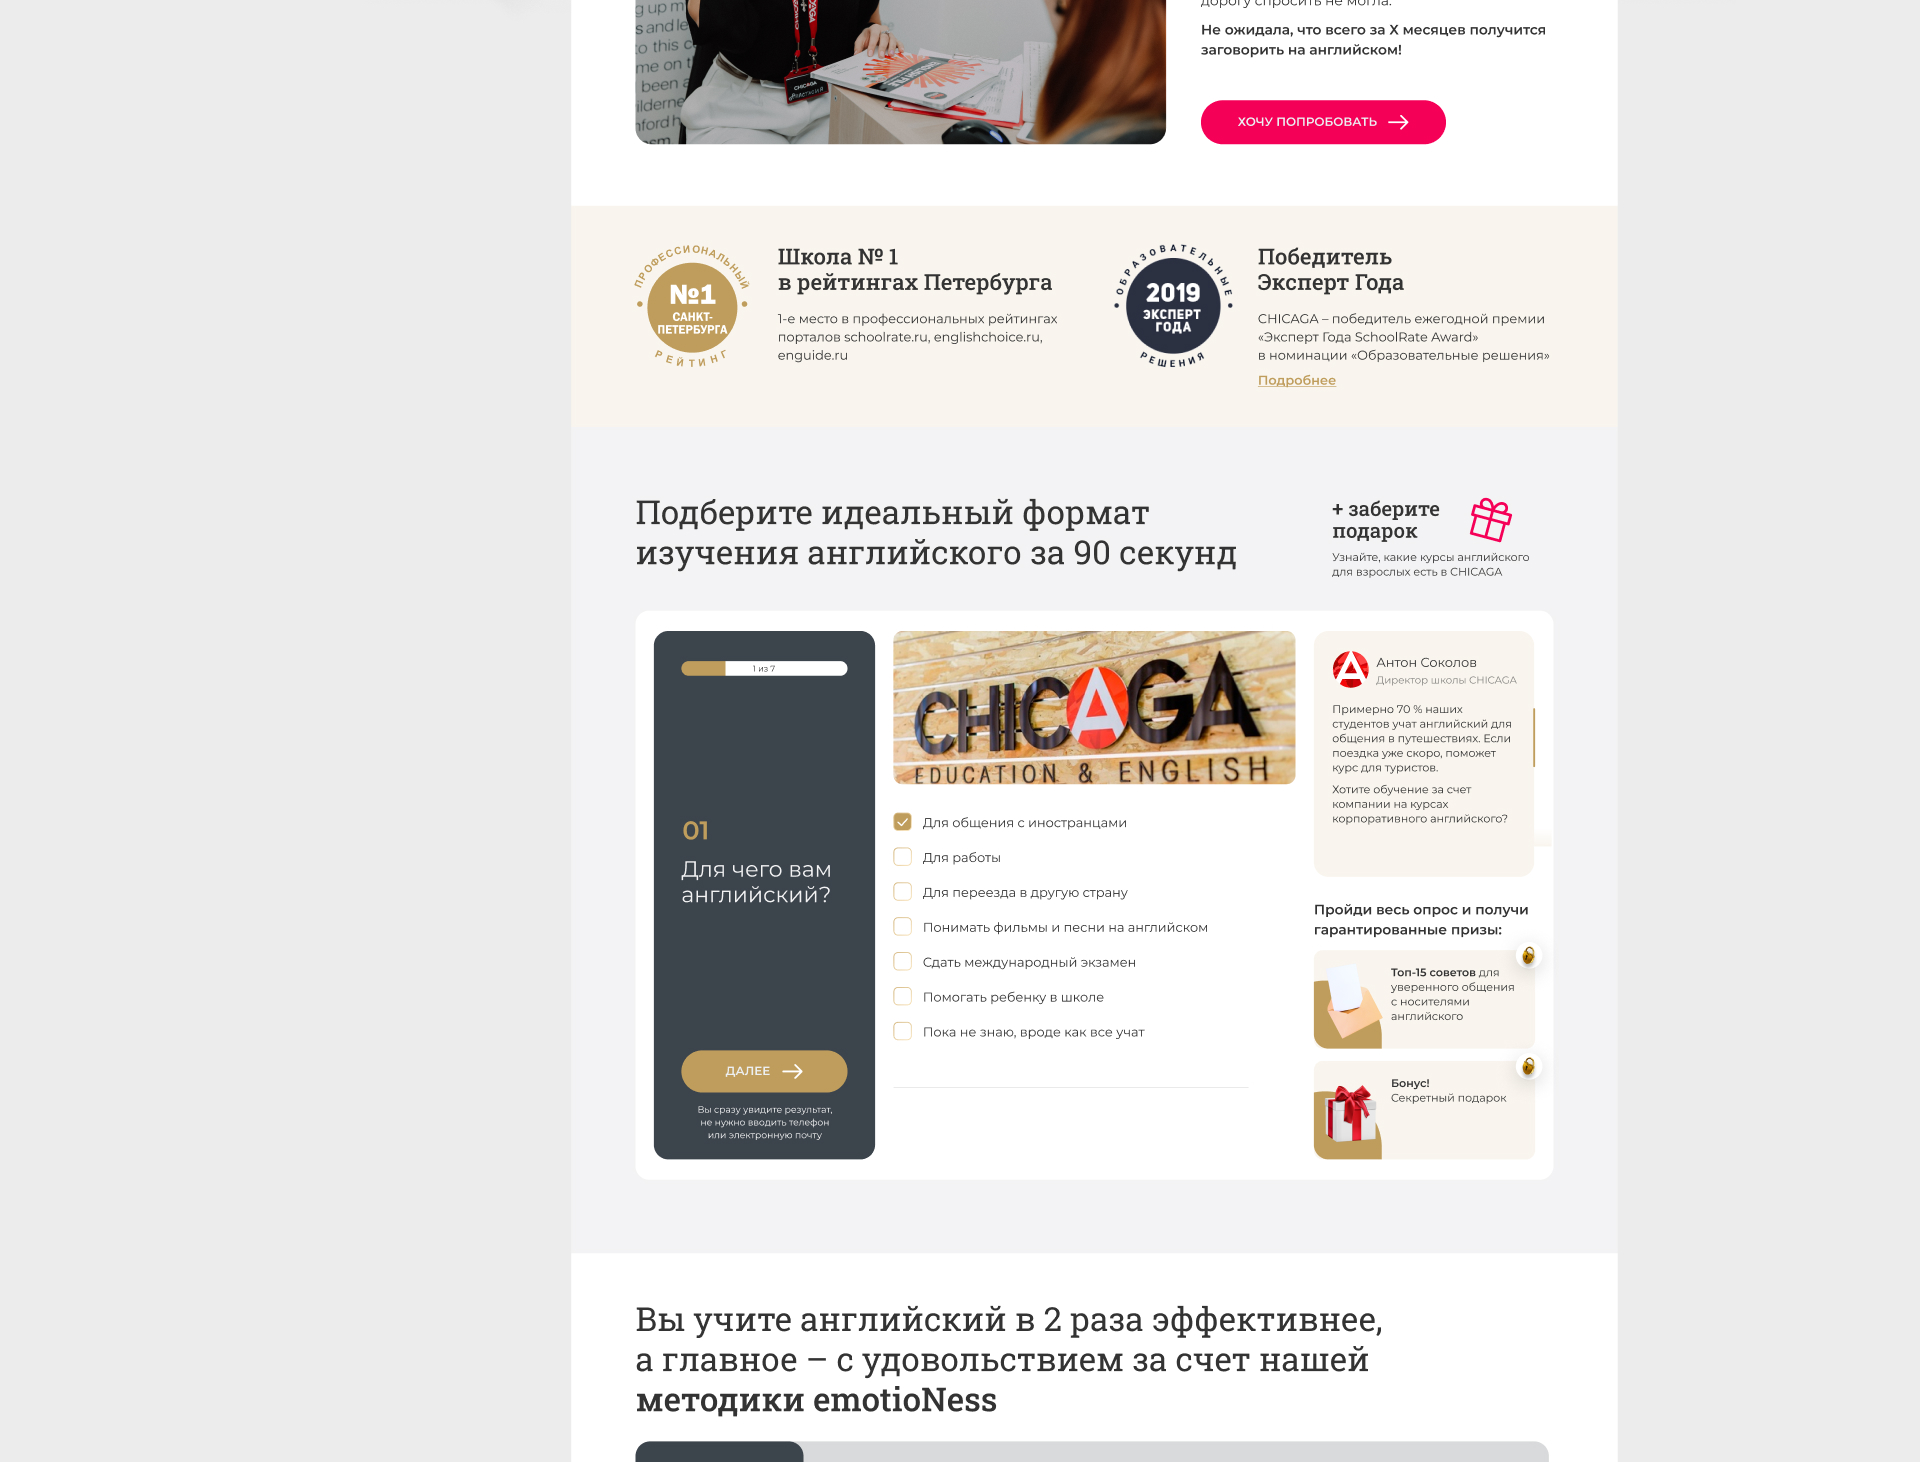 g up m
s and le
o this c
me on t
been a
ilderne
nford h
ism
CHICAGA
Анастасия
ENGLISH FILE
дорогу спросить не могла.
Не ожидала, что всего за X месяцев получится
заговорить на английском!
ХОЧУ ПОПРОБОВАТЬ
ПРОФЕССИОНАЛЬНЫЙ
№1
САНКТ-
ПЕТЕРБУРГА
РЕЙТИНГ
Школа № 1
в рейтингах Петербурга
1-е место в профессиональных рейтингах
порталов schoolrate.ru, englishchoice.ru,
enguide.ru
ОБРАЗОВАТЕЛЬНЫЕ
2019
ЭКСПЕРТ
ГОДА
РЕШЕНИЯ
Победитель
Эксперт Года
CHICAGA – победитель ежегодной премии
«Эксперт Года SchoolRate Award»
в номинации «Образовательные решения»
Подробнее
Подберите идеальный формат
изучения английского за 90 секунд
+ заберите
подарок
Узнайте, какие курсы английского
для взрослых есть в CHICAGA
1 из 7
01
Для чего вам
английский?
ДАЛЕЕ
Вы сразу увидите результат,
не нужно вводить телефон
или электронную почту
CHICAGA
EDUCATION & ENGLISH
Для общения с иностранцами
Для работы
Для переезда в другую страну
Понимать фильмы и песни на английском
Сдать международный экзамен
Помогать ребенку в школе
Пока не знаю, вроде как все учат
Антон Соколов
Директор школы CHICAGA
Примерно 70 % наших
студентов учат английский для
общения в путешествиях. Если
поездка уже скоро, поможет
курс для туристов.
Хотите обучение за счет
компании на курсах
корпоративного английского?
Пройди весь опрос и получи
гарантированные призы:
Топ-15 советов для
уверенного общения
с носителями
английского
Бонус!
Секретный подарок
Вы учите английский в 2 раза эффективнее,
а главное – с удовольствием за счет нашей
методики emotioNess